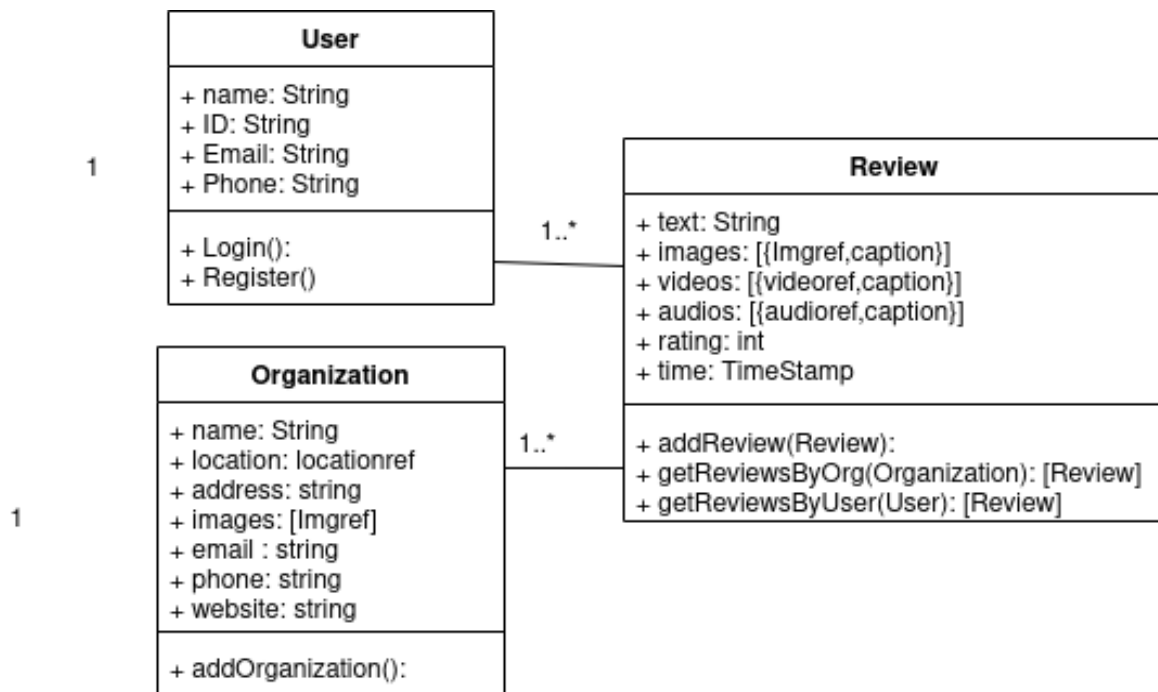 User
+ name: String
+ ID: String
+ Email: String
+ Phone: String
+ Login():
+ Register()
1
1..*
Review
+ text: String
+ images: [{Imgref,caption}]
+ videos: [{videoref,caption}]
+ audios: [{audioref,caption}]
+ rating: int
+ time: TimeStamp
+ addReview(Review):
+ getReviewsByOrg(Organization): [Review]
+ getReviewsByUser(User): [Review]
Organization
+ name: String
+ location: locationref
+ address: string
+ images: [Imgref]
+ email : string
+ phone: string
+ website: string
+ addOrganization():
1..*
1